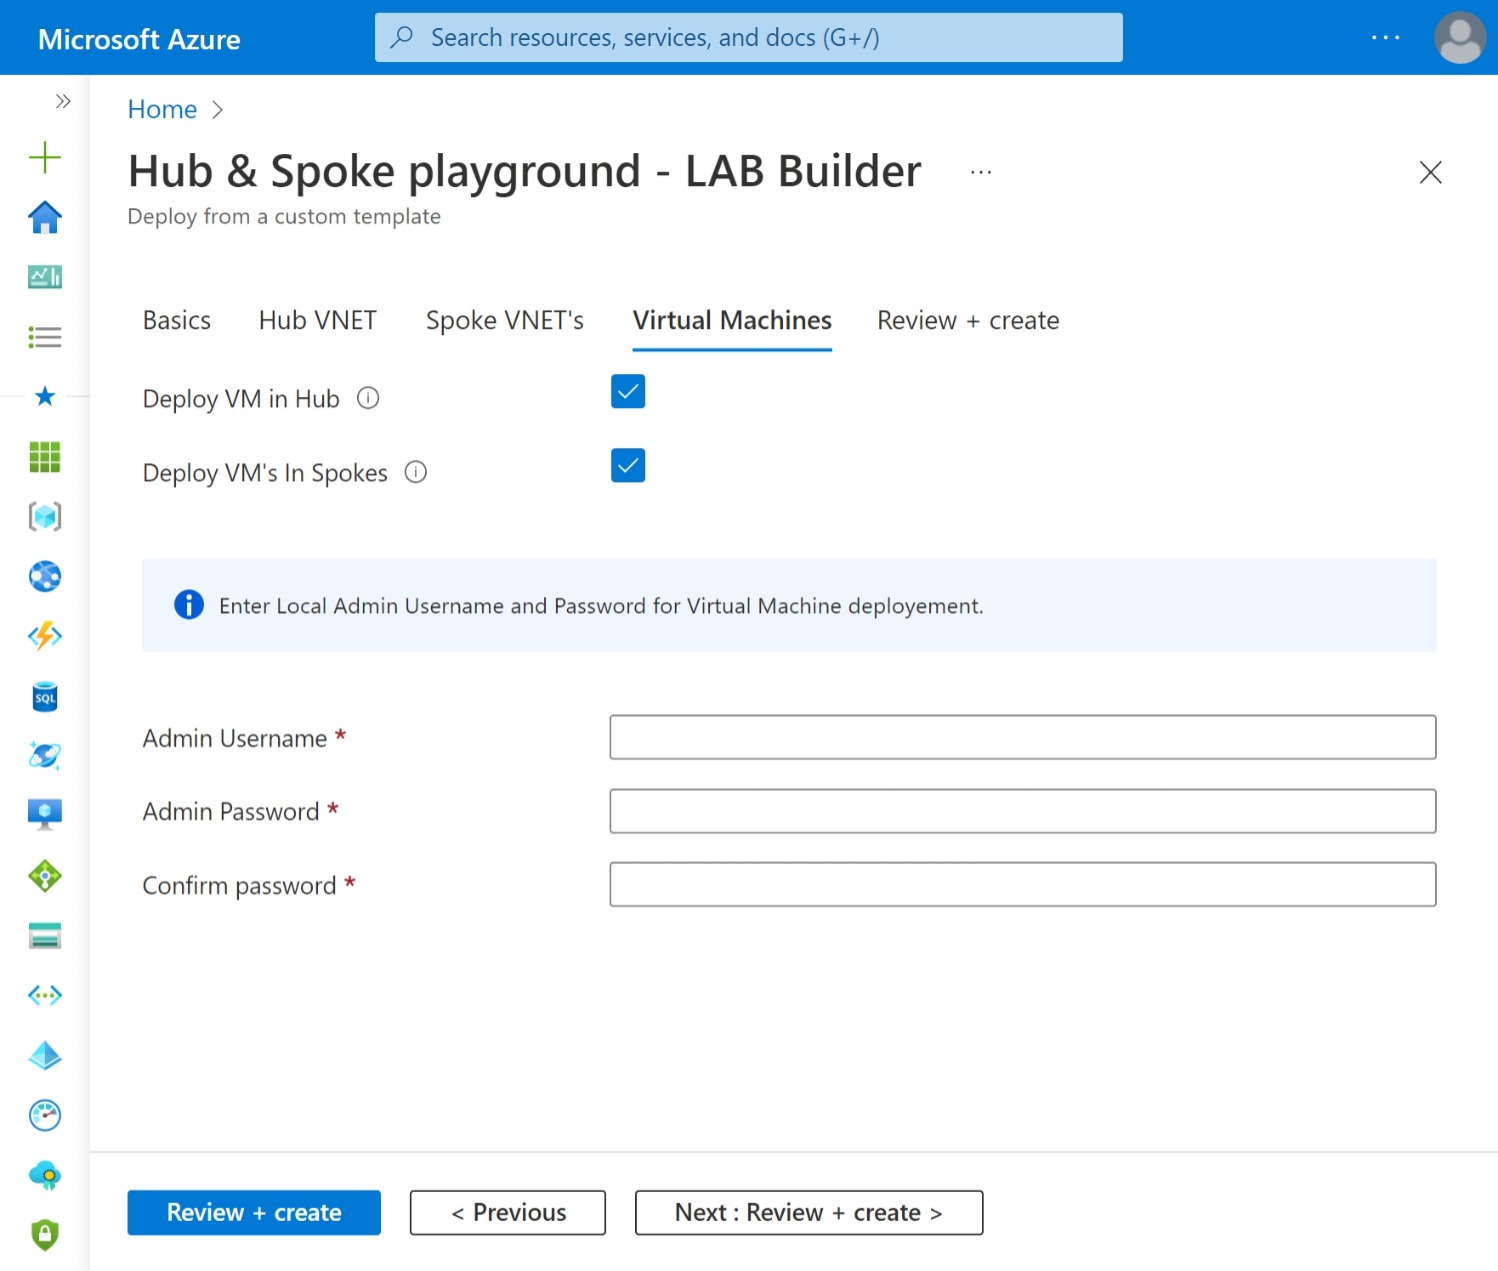 Microsoft Azure
Search resources, services, and docs (G+/)
...
Home >
Hub & Spoke playground - LAB Builder ...
Deploy from a custom template
Basics Hub VNET Spoke VNET's Virtual Machines Review + create
Deploy VM in Hub
Deploy VM's In Spokes
Enter Local Admin Username and Password for Virtual Machine deployement.
Admin Username *
Admin Password *
Confirm password *
SQL
Review + create < Previous Next : Review + create >